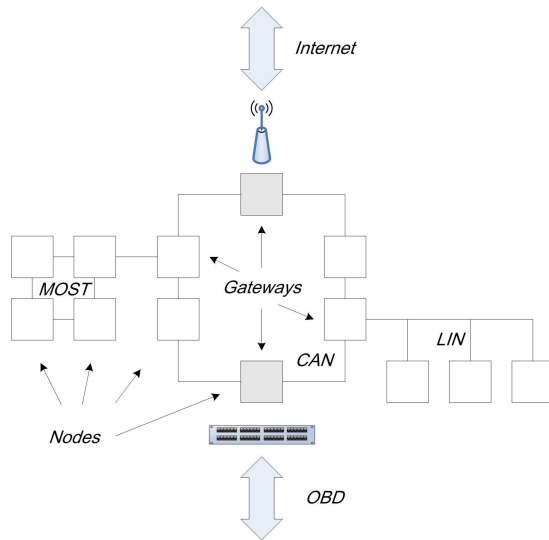 Internet
MOST
Gateways
LIN
CAN
Nodes
OBD